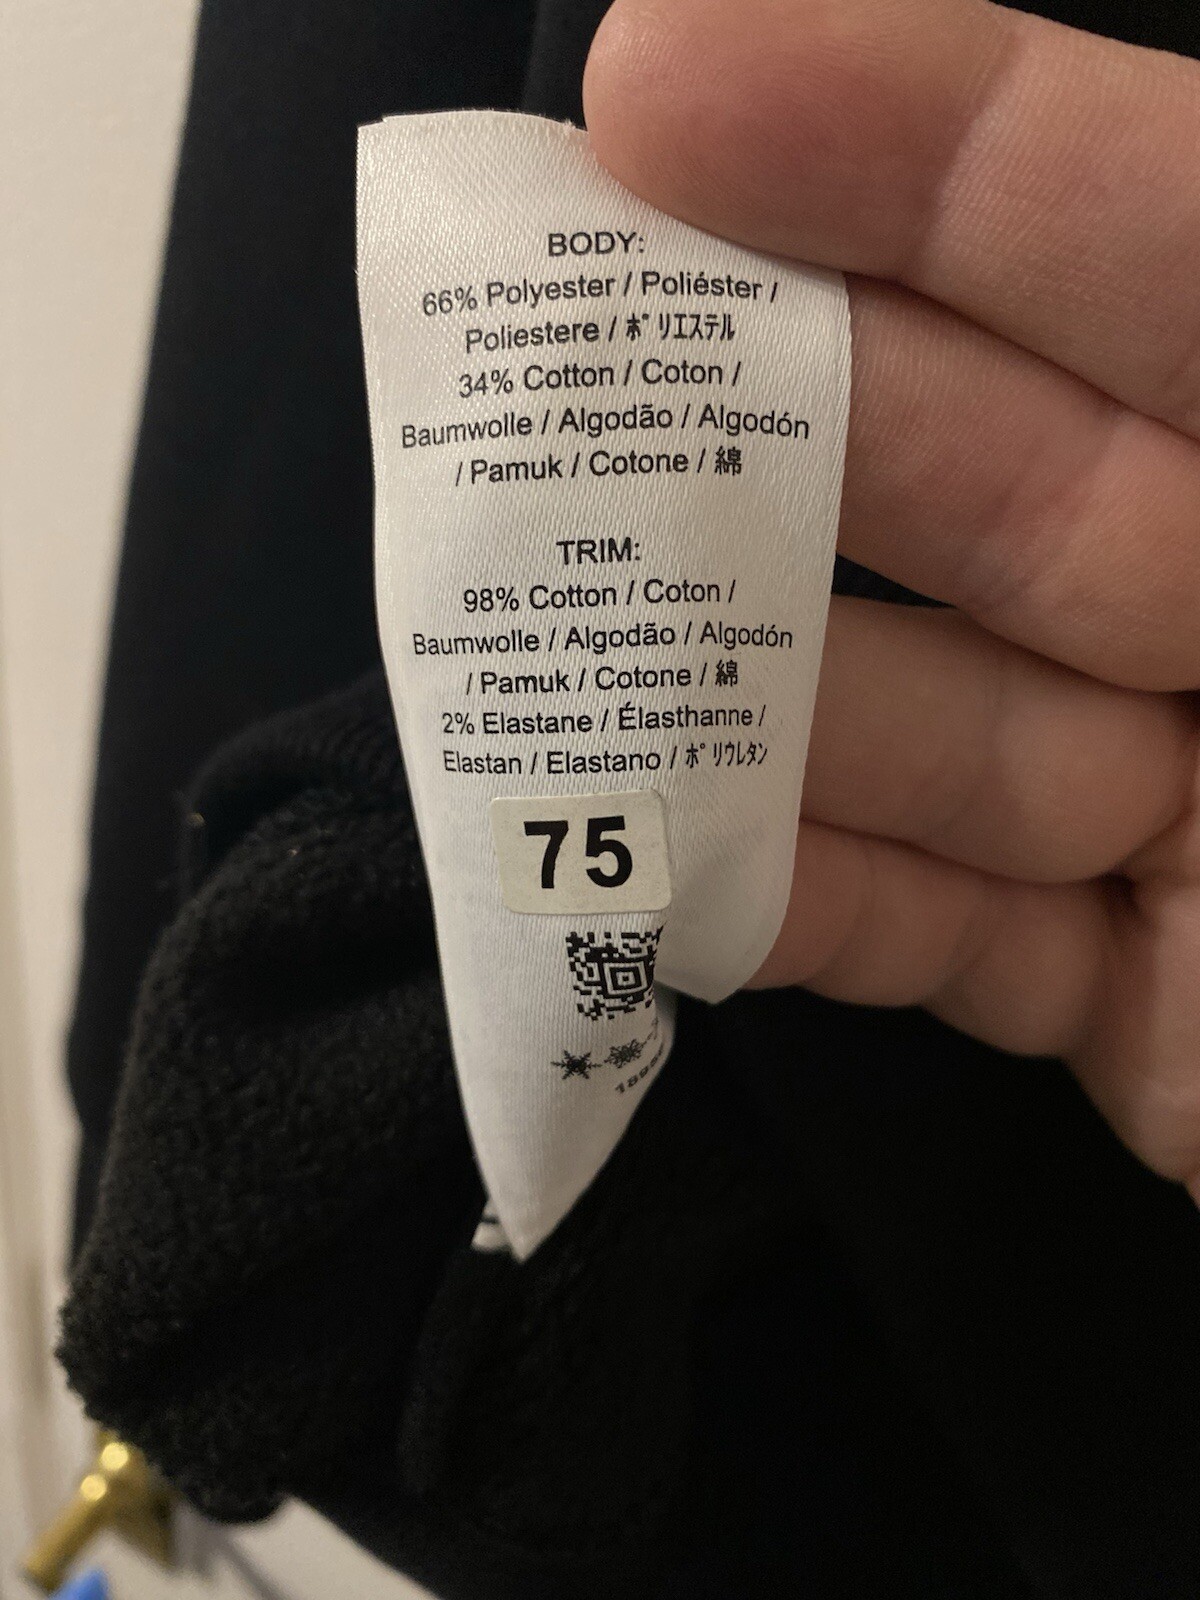 BODY:
66% Polyester / Poliéster /
Poliestere / ﾎﾟﾘｴｽﾃﾙ
34% Cotton / Coton /
Baumwolle / Algodão / Algodón
/ Pamuk / Cotone / 綿
TRIM:
98% Cotton / Coton /
Baumwolle / Algodão / Algodón
/ Pamuk / Cotone / 綿
2% Elastane / Élasthanne /
Elastan / Elastano / ﾎﾟﾘｳﾚﾀﾝ
75